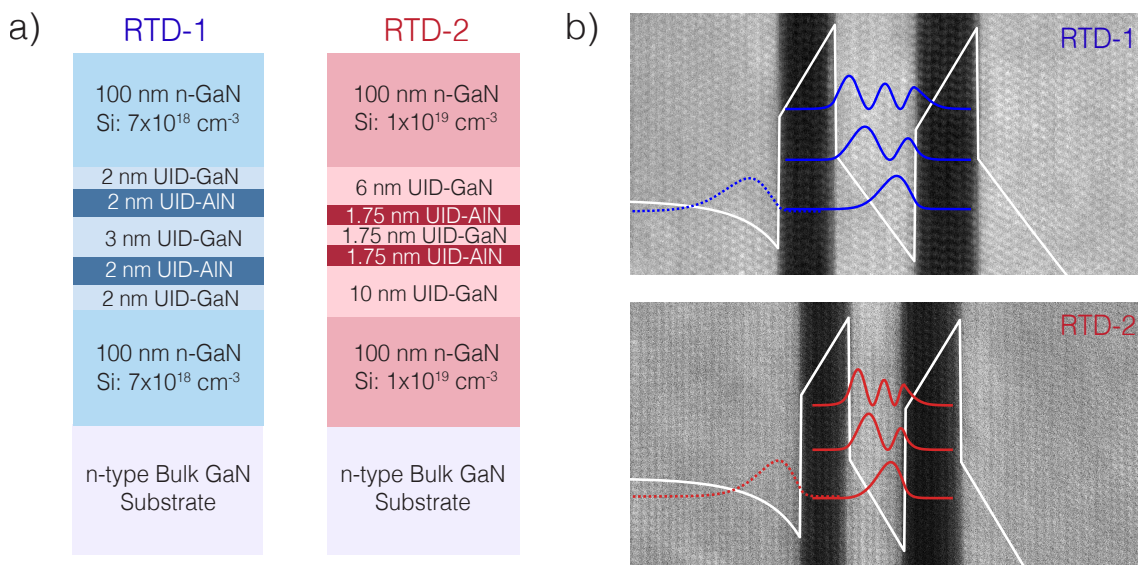 a)
RTD-1
100 nm n-GaN
Si: 7x10¹⁸ cm⁻³
2 nm UID-GaN
2 nm UID-AlN
3 nm UID-GaN
2 nm UID-AlN
2 nm UID-GaN
100 nm n-GaN
Si: 7x10¹⁸ cm⁻³
n-type Bulk GaN
Substrate
RTD-2
100 nm n-GaN
Si: 1x10¹⁹ cm⁻³
6 nm UID-GaN
1.75 nm UID-AlN
1.75 nm UID-GaN
1.75 nm UID-AlN
10 nm UID-GaN
100 nm n-GaN
Si: 1x10¹⁹ cm⁻³
n-type Bulk GaN
Substrate
b)
RTD-1
RTD-2